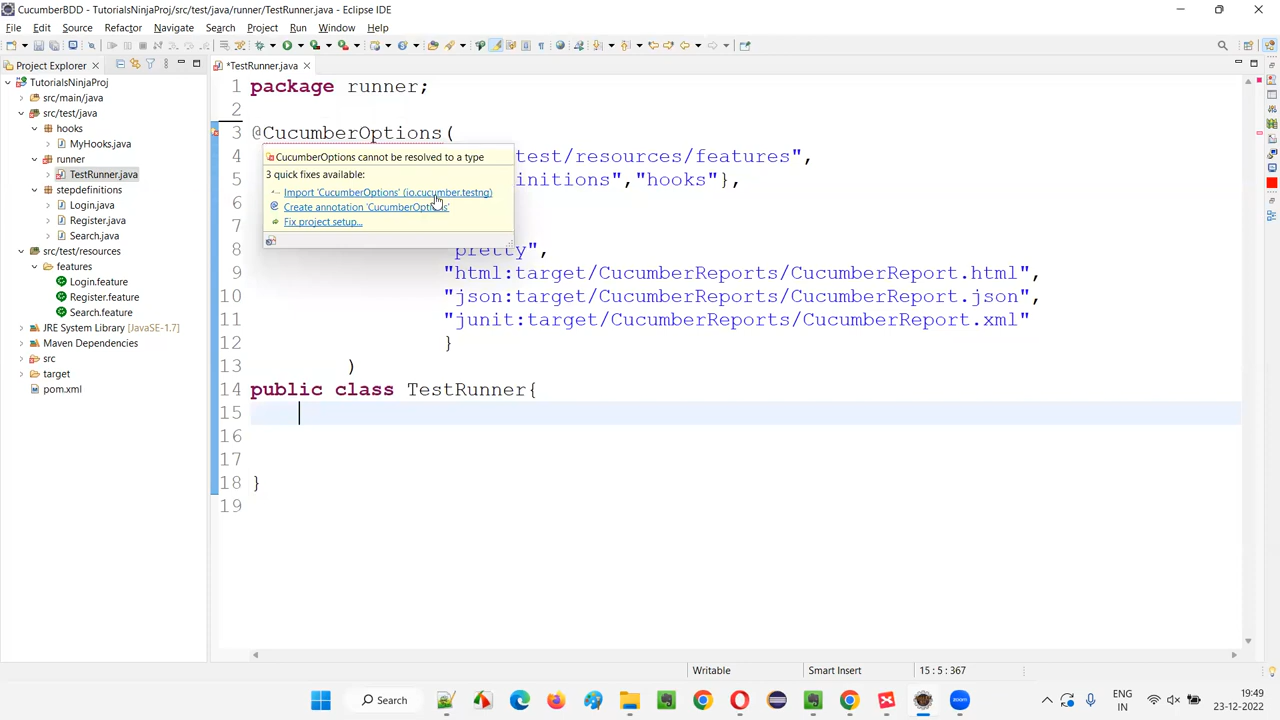 CucumberBDD - TutorialsNinjaProj/src/test/java/runner/TestRunner.java - Eclipse IDE
File Edit Source Refactor Navigate Search Project Run Window Help
Project Explorer
*TestRunner.java
TutorialsNinjaProj
src/main/java
src/test/java
hooks
MyHooks.java
runner
TestRunner.java
stepdefinitions
Login.java
Register.java
Search.java
src/test/resources
features
Login.feature
Register.feature
Search.feature
JRE System Library [JavaSE-1.7]
Maven Dependencies
src
target
pom.xml
1 package runner;
2
3 @CucumberOptions(
4 test/resources/features",
5 initions","hooks"},
6
7
8 pretty",
9 "html:target/CucumberReports/CucumberReport.html",
10 "json:target/CucumberReports/CucumberReport.json",
11 "junit:target/CucumberReports/CucumberReport.xml"
12 }
13 )
14 public class TestRunner{
15
16
17
18 }
19
CucumberOptions cannot be resolved to a type
3 quick fixes available:
Import 'CucumberOptions' (io.cucumber.testng)
Create annotation 'CucumberOptions'
Fix project setup...
Writable
Smart Insert
15 : 5 : 367
Search
ENG
IN
19:49
23-12-2022